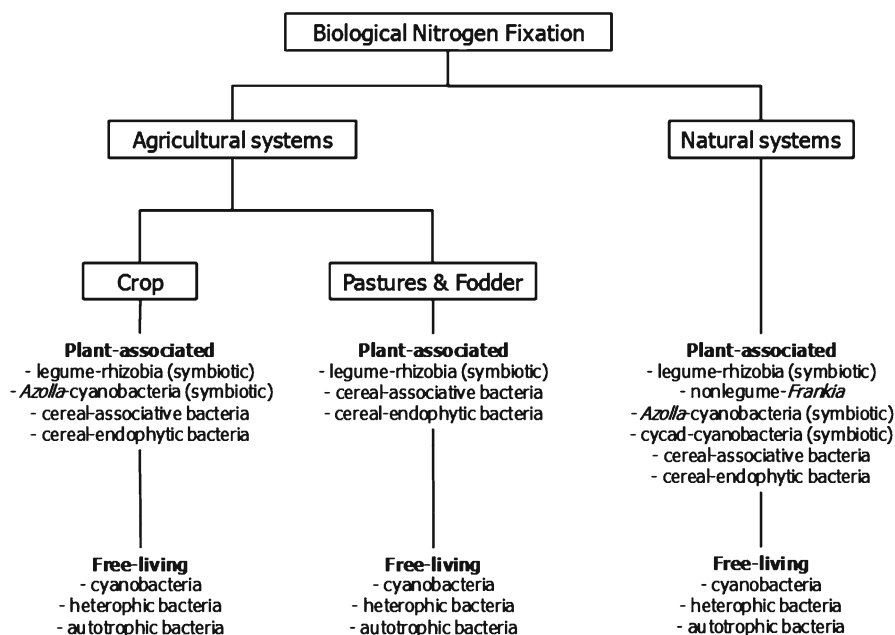 Biological Nitrogen Fixation
Agricultural systems
Natural systems
Crop
Pastures & Fodder
Plant-associated
- legume-rhizobia (symbiotic)
- Azolla-cyanobacteria (symbiotic)
- cereal-associative bacteria
- cereal-endophytic bacteria
Plant-associated
- legume-rhizobia (symbiotic)
- cereal-associative bacteria
- cereal-endophytic bacteria
Plant-associated
- legume-rhizobia (symbiotic)
- nonlegume-Frankia
- Azolla-cyanobacteria (symbiotic)
- cycad-cyanobacteria (symbiotic)
- cereal-associative bacteria
- cereal-endophytic bacteria
Free-living
- cyanobacteria
- heterophic bacteria
- autotrophic bacteria
Free-living
- cyanobacteria
- heterophic bacteria
- autotrophic bacteria
Free-living
- cyanobacteria
- heterophic bacteria
- autotrophic bacteria